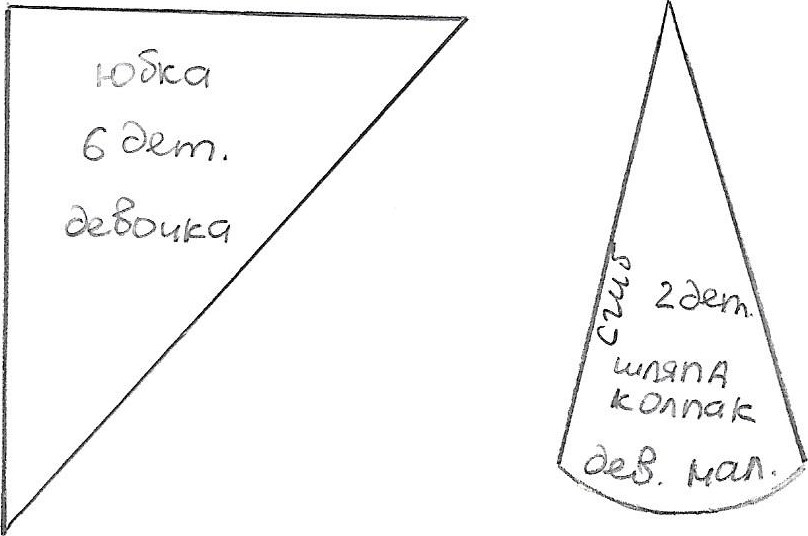 юбка
6 дет.
девочка
сгиб
2 дет.
шляпА
колпак
дев. мал.